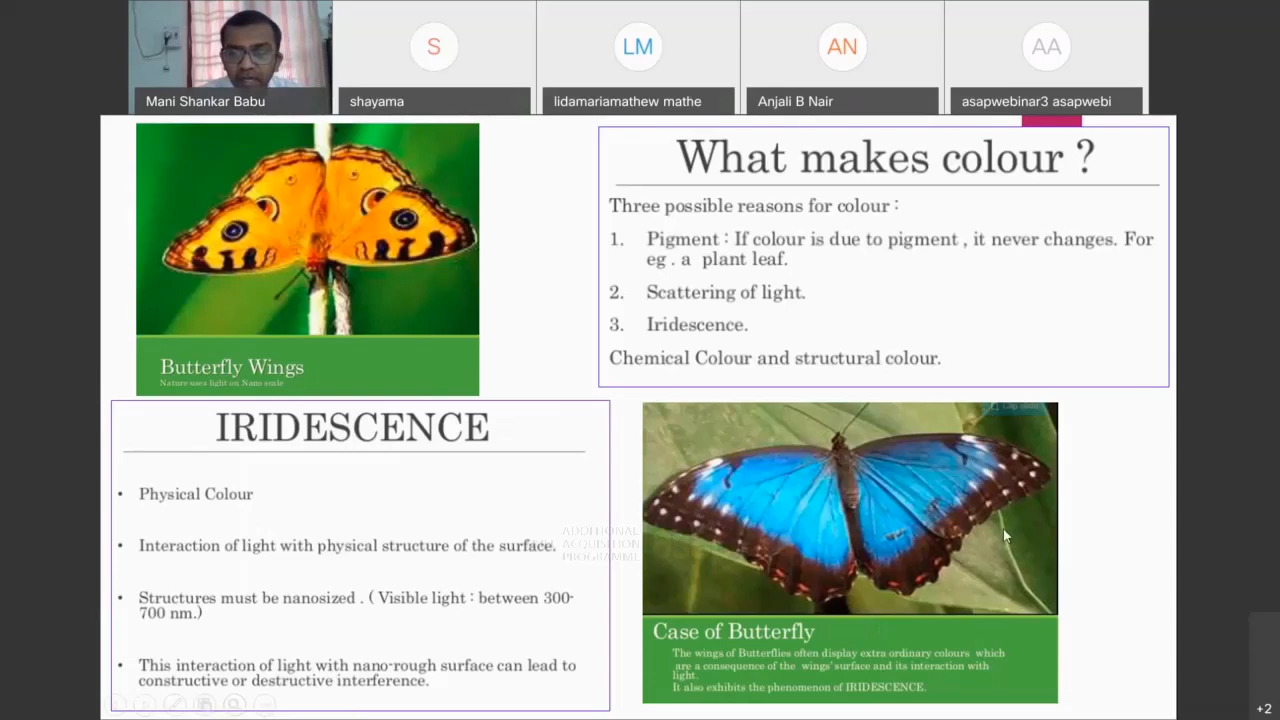 S
LM
AN
AA
Mani Shankar Babu
shayama
lidamariamathew mathe
Anjali B Nair
asapwebinar3 asapwebi
Butterfly Wings
Nature uses light on Nano scale
What makes colour ?
Three possible reasons for colour :
1. Pigment : If colour is due to pigment , it never changes. For
eg . a plant leaf.
2. Scattering of light.
3. Iridescence.
Chemical Colour and structural colour.
IRIDESCENCE
• Physical Colour
• Interaction of light with physical structure of the surface.
• Structures must be nanosized . ( Visible light : between 300-
700 nm.)
• This interaction of light with nano-rough surface can lead to
constructive or destructive interference.
ADDITIONAL
ACQUISITION
PROGRAMME
Case of Butterfly
The wings of Butterflies often display extra ordinary colours which
are a consequence of the wings' surface and its interaction with
light.
It also exhibits the phenomenon of IRIDESCENCE.
+2